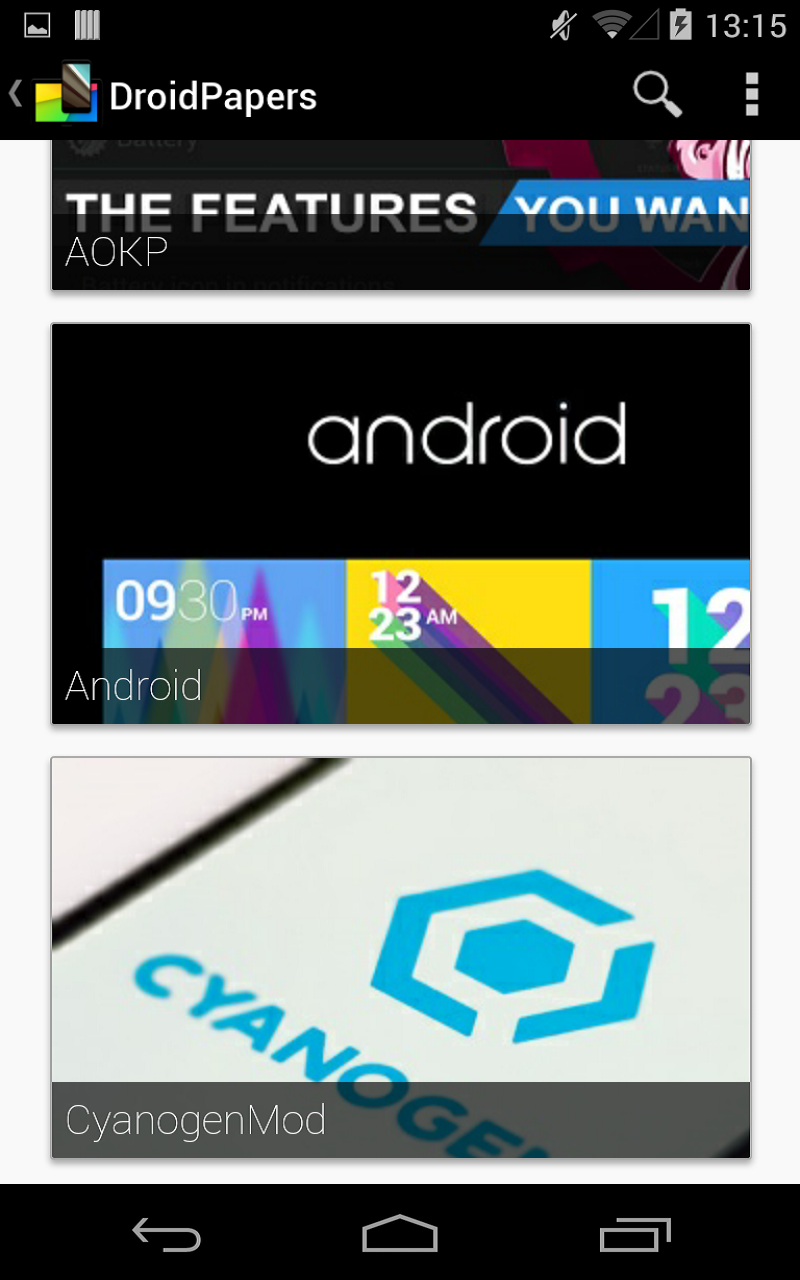 13:15
DroidPapers
Battery
THE FEATURES YOU WAN
AOKP
Battery icon in notifications
android
0930 PM
12
23 AM
12
23
Android
CYANOGEN
CyanogenMod